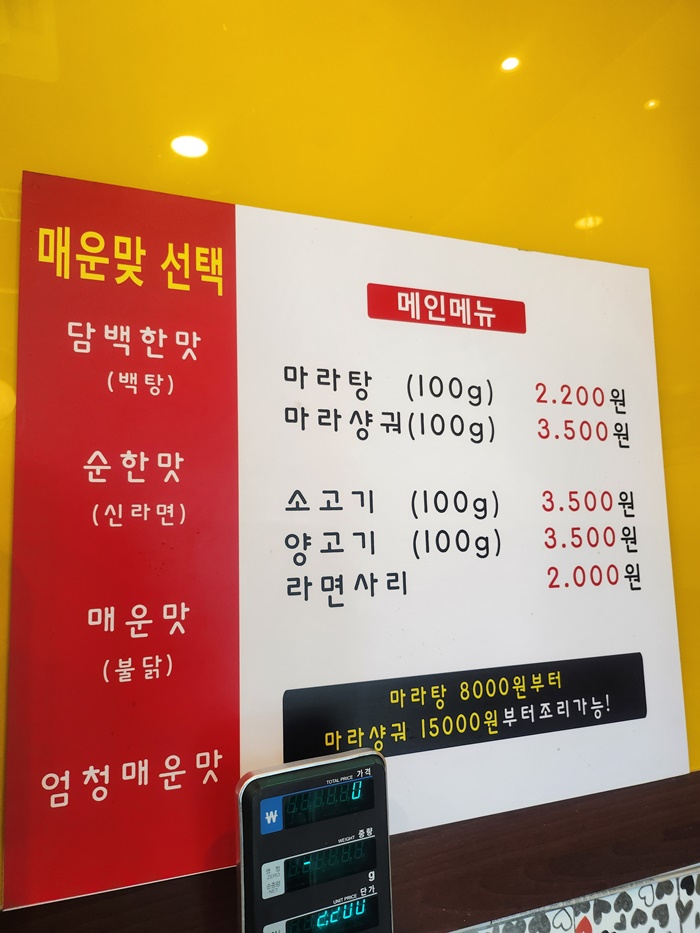 매운맛 선택
담백한맛
(백탕)
순한맛
(신라면)
매운맛
(불닭)
엄청매운맛
메인메뉴
마라탕 (100g) 2.200원
마라샹궈(100g) 3.500원
소고기 (100g) 3.500원
양고기 (100g) 3.500원
라면사리 2.000원
마라탕 8000원부터
마라샹궈 15000원부터조리가능!
TOTAL PRICE 가격
₩ 0
WEIGHT 중량
-
g
UNIT PRICE 단가
2200